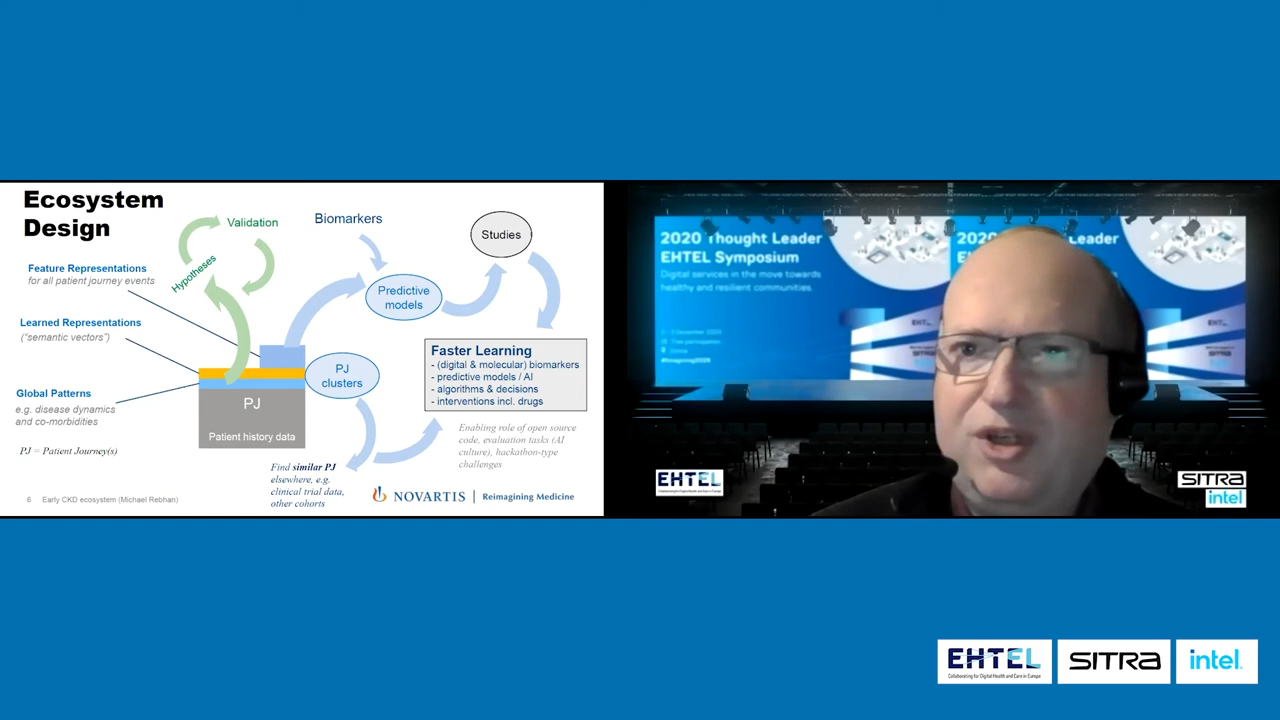 Ecosystem
Design
Validation
Hypotheses
Biomarkers
Studies
Feature Representations
for all patient journey events
Predictive
models
Learned Representations
("semantic vectors")
Faster Learning
- (digital & molecular) biomarkers
- predictive models / AI
- algorithms & decisions
- interventions incl. drugs
PJ
clusters
Global Patterns
e.g. disease dynamics
and co-morbidities
PJ
Patient history data
PJ = Patient Journey(s)
Enabling role of open source
code, evaluation tasks (AI
culture), hackathon-type
challenges
Find similar PJ
elsewhere, e.g.
clinical trial data,
other cohorts
6 Early CKD ecosystem (Michael Rebhan)
NOVARTIS | Reimagining Medicine
2020 Thought Leader
EHTEL Symposium
Digital services in the move towards
healthy and resilient communities.
EHTEL
SITRA
intel
EHTEL
Collaborating for Digital Health and Care in Europe
SITRA
intel.